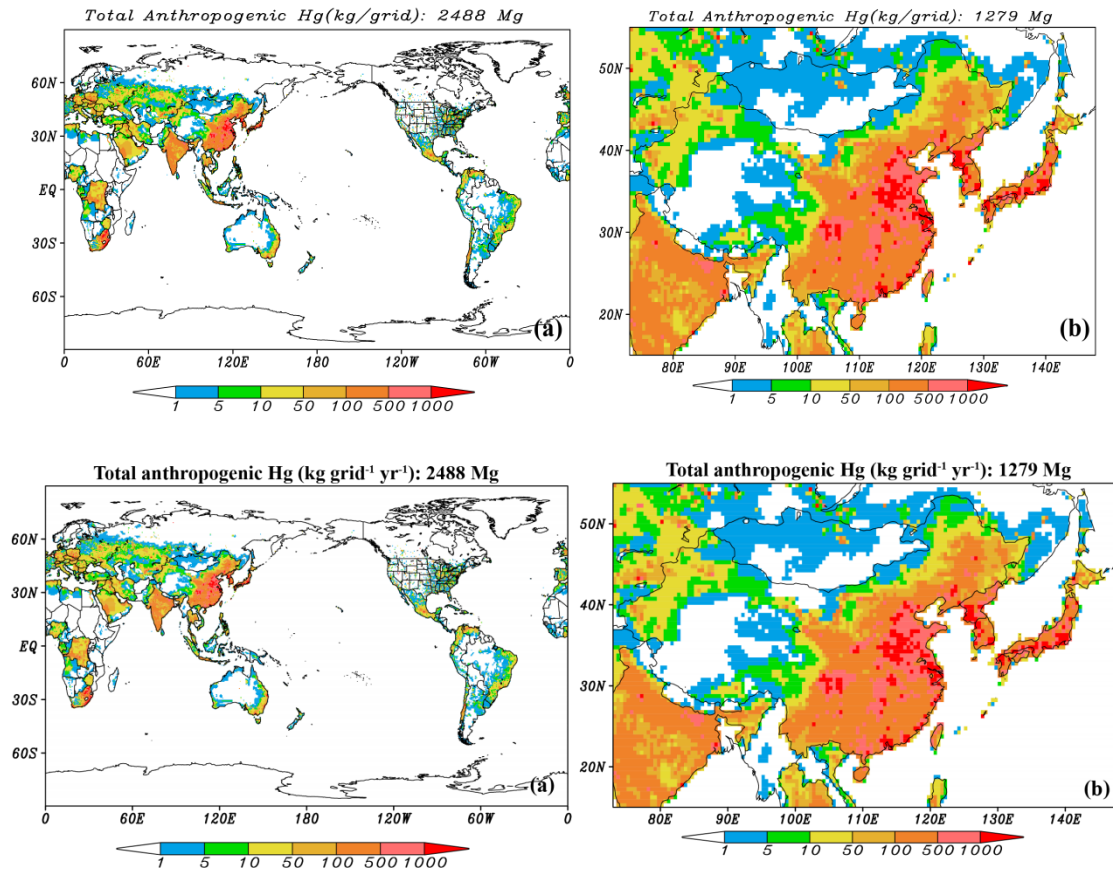 Total Anthropogenic Hg(kg/grid): 2488 Mg
60N
30N
EQ
30S
60S
(a)
0 60E 120E 180 120W 60W 0
1 5 10 50 100 500 1000
Total Anthropogenic Hg(kg/grid): 1279 Mg
50N
40N
30N
20N
(b)
80E 90E 100E 110E 120E 130E 140E
1 5 10 50 100 500 1000
Total anthropogenic Hg (kg grid⁻¹ yr⁻¹): 2488 Mg
60N
30N
EQ
30S
60S
(a)
0 60E 120E 180 120W 60W 0
1 5 10 50 100 500 1000
Total anthropogenic Hg (kg grid⁻¹ yr⁻¹): 1279 Mg
50N
40N
30N
20N
(b)
80E 90E 100E 110E 120E 130E 140E
1 5 10 50 100 500 1000